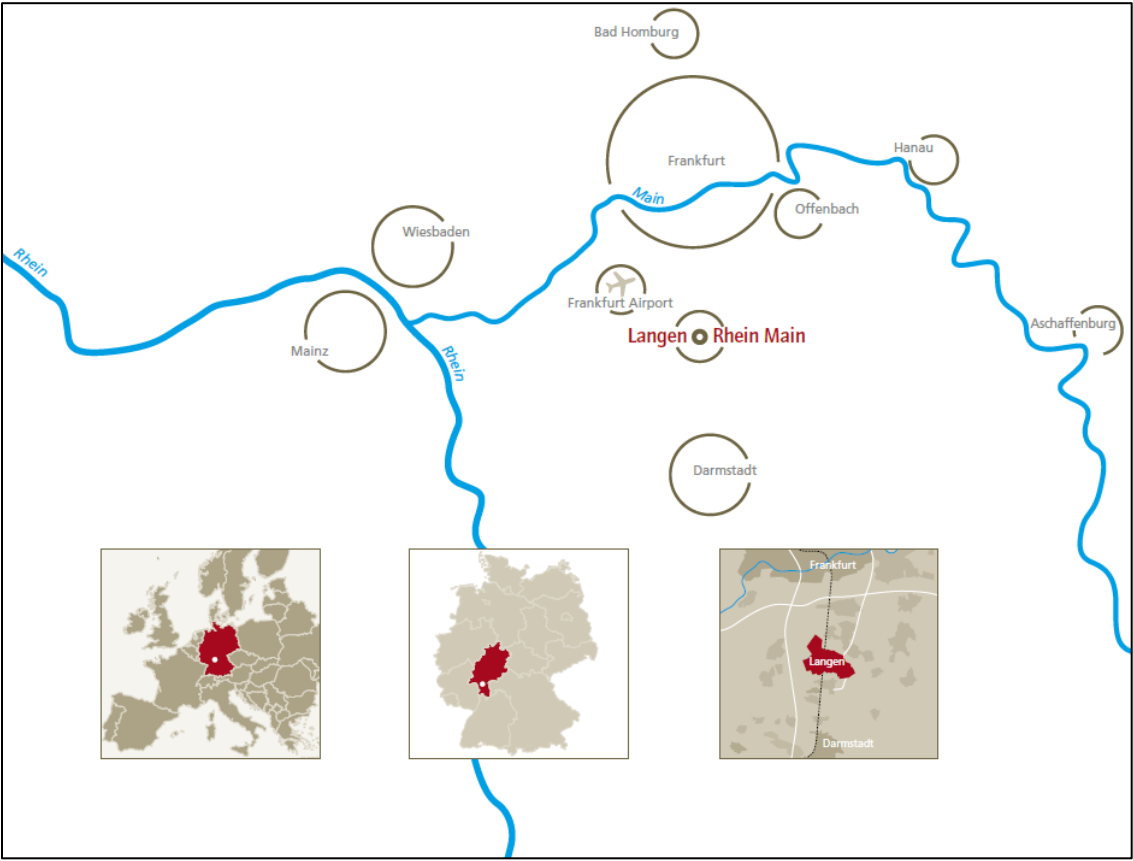 Bad Homburg
Hanau
Frankfurt
Main
Offenbach
Wiesbaden
Rhein
Frankfurt Airport
Langen Rhein Main
Aschaffenburg
Mainz
Rhein
Darmstadt
Frankfurt
Langen
Darmstadt